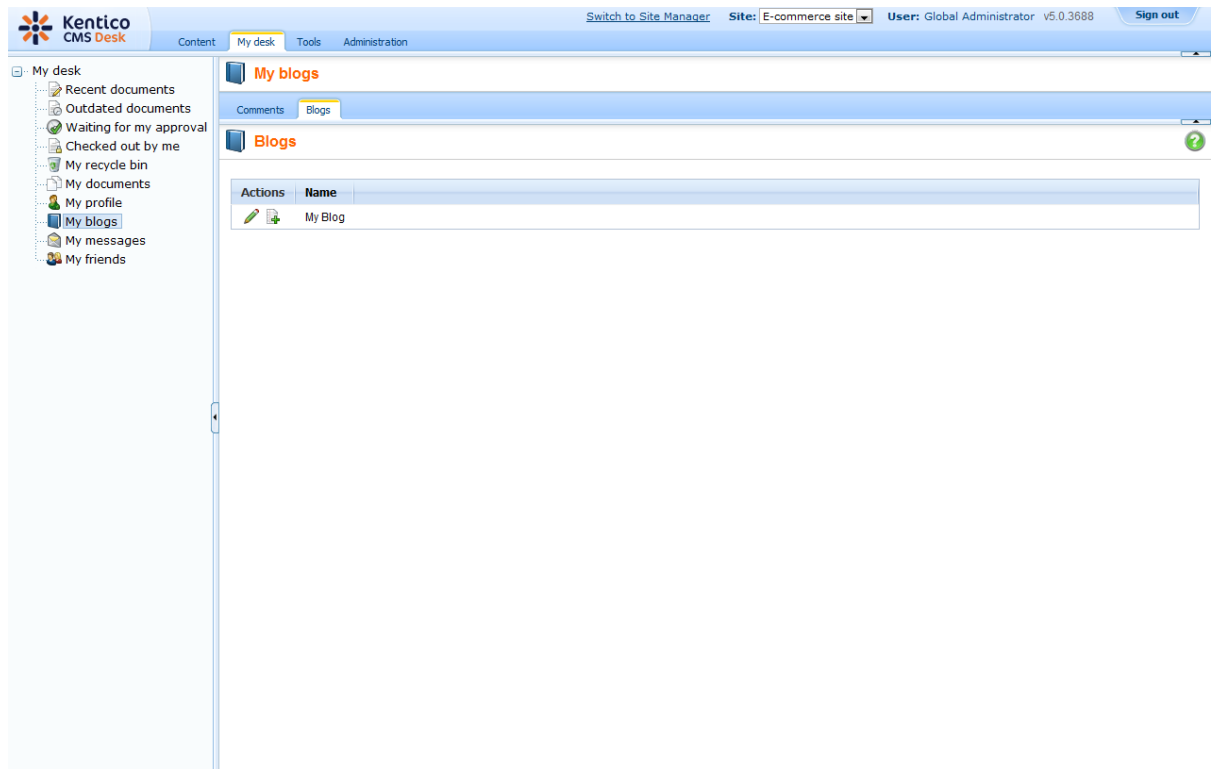 Kentico
CMS Desk
Switch to Site Manager Site: E-commerce site User: Global Administrator v5.0.3688 Sign out
Content My desk Tools Administration
My desk
Recent documents
Outdated documents
Waiting for my approval
Checked out by me
My recycle bin
My documents
My profile
My blogs
My messages
My friends
My blogs
Comments Blogs
Blogs
?
Actions Name
My Blog